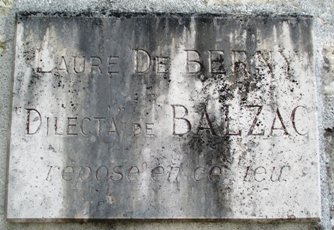 LAURE DE BERNY
"DILECTA" DE BALZAC
repose en ce lieu